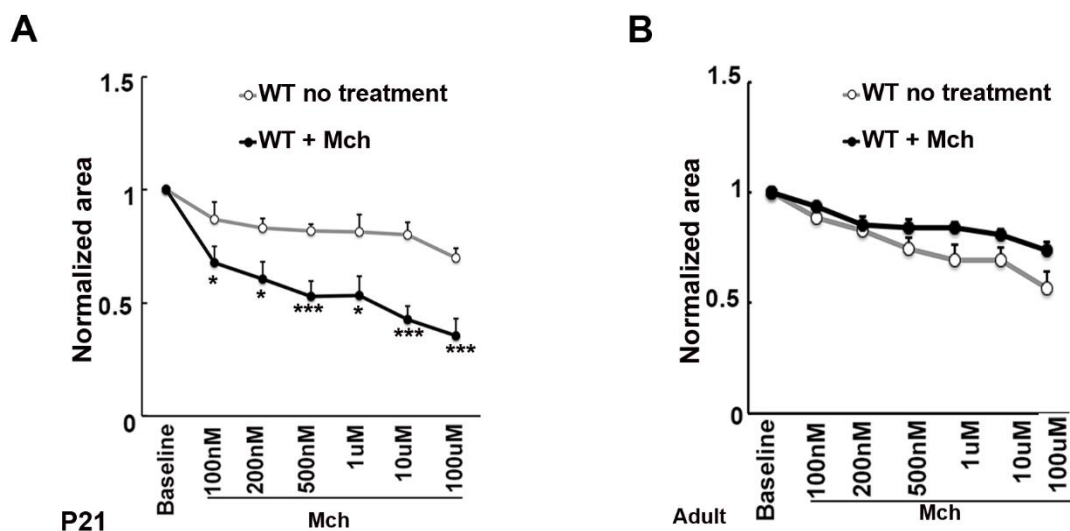 A
1.5
WT no treatment
WT + Mch
1
Normalized area
0.5
0
*
*
***
*
***
***
Baseline
100nM
200nM
500nM
1uM
10uM
100uM
Mch
P21
B
1.5
WT no treatment
WT + Mch
1
Normalized area
0.5
0
Baseline
100nM
200nM
500nM
1uM
10uM
100uM
Mch
Adult